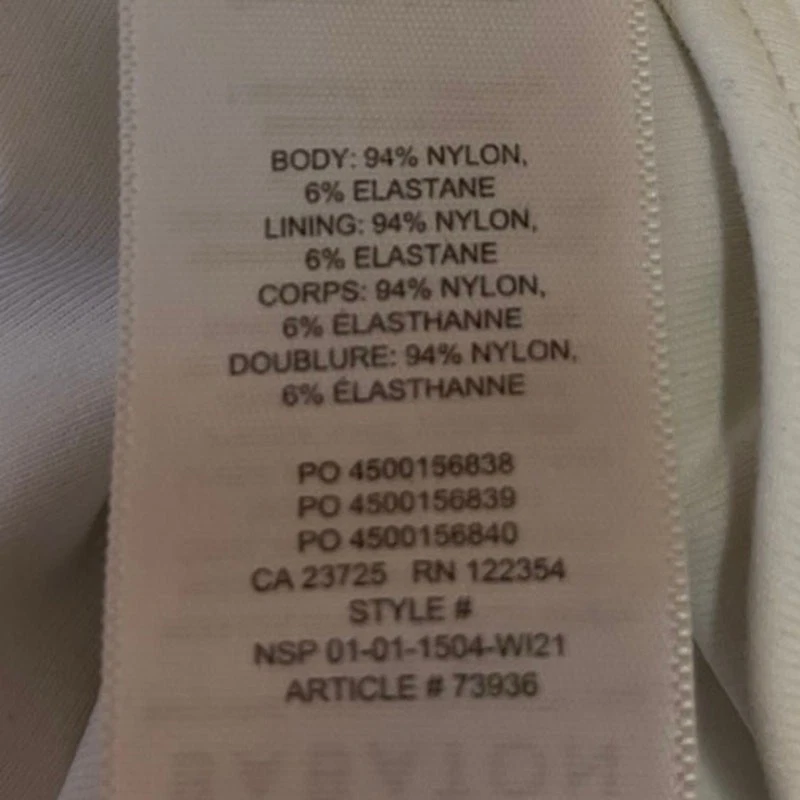 BODY: 94% NYLON,
6% ELASTANE
LINING: 94% NYLON,
6% ELASTANE
CORPS: 94% NYLON,
6% ÉLASTHANNE
DOUBLURE: 94% NYLON,
6% ÉLASTHANNE
PO 4500156838
PO 4500156839
PO 4500156840
CA 23725 RN 122354
STYLE #
NSP 01-01-1504-WI21
ARTICLE # 73936